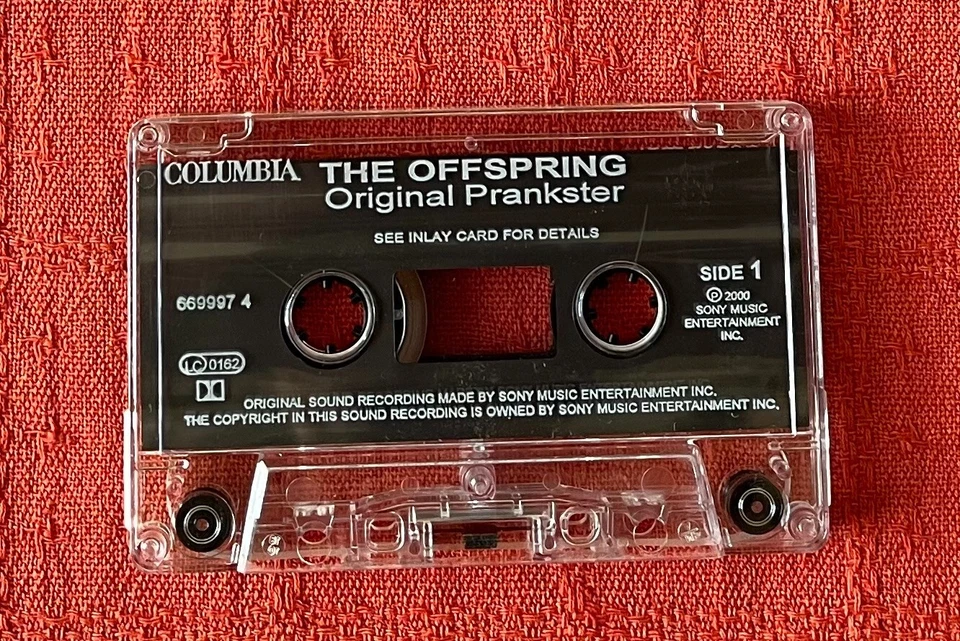 COLUMBIA
THE OFFSPRING
Original Prankster
SEE INLAY CARD FOR DETAILS
669997 4
SIDE 1
℗ 2000
SONY MUSIC
ENTERTAINMENT
INC.
LC 0162
ORIGINAL SOUND RECORDING MADE BY SONY MUSIC ENTERTAINMENT INC.
THE COPYRIGHT IN THIS SOUND RECORDING IS OWNED BY SONY MUSIC ENTERTAINMENT INC.